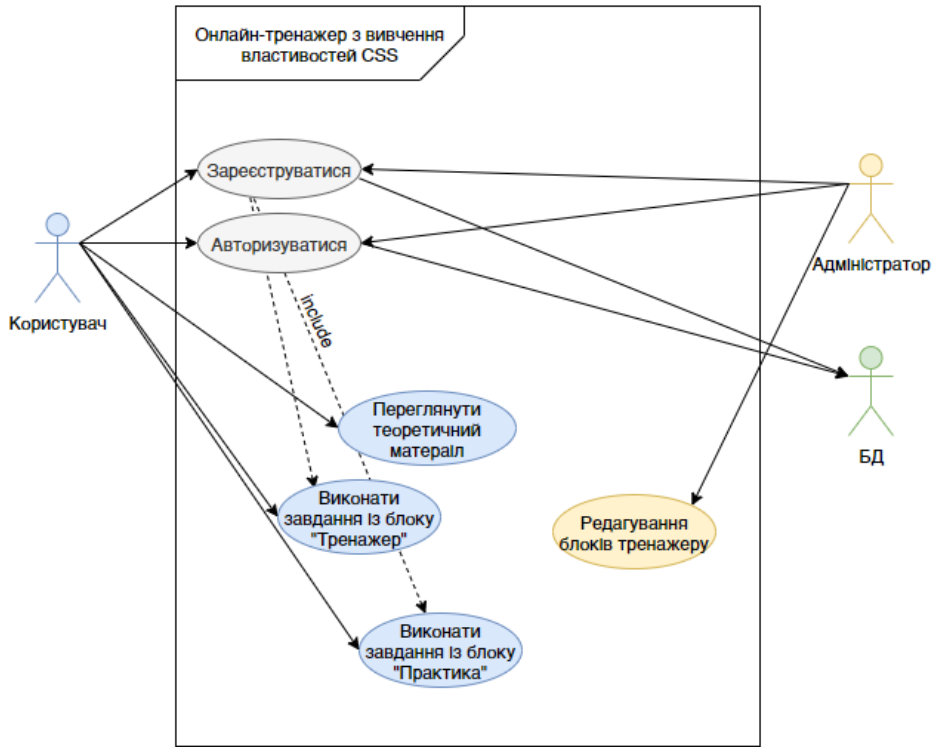 Онлайн-тренажер з вивчення
властивостей CSS
Зареєструватися
Авторизуватися
include
Користувач
Адміністратор
Переглянути
теоретичний
матераіл
БД
Виконати
завдання із блоку
"Тренажер"
Редагування
блоків тренажеру
Виконати
завдання із блоку
"Практика"